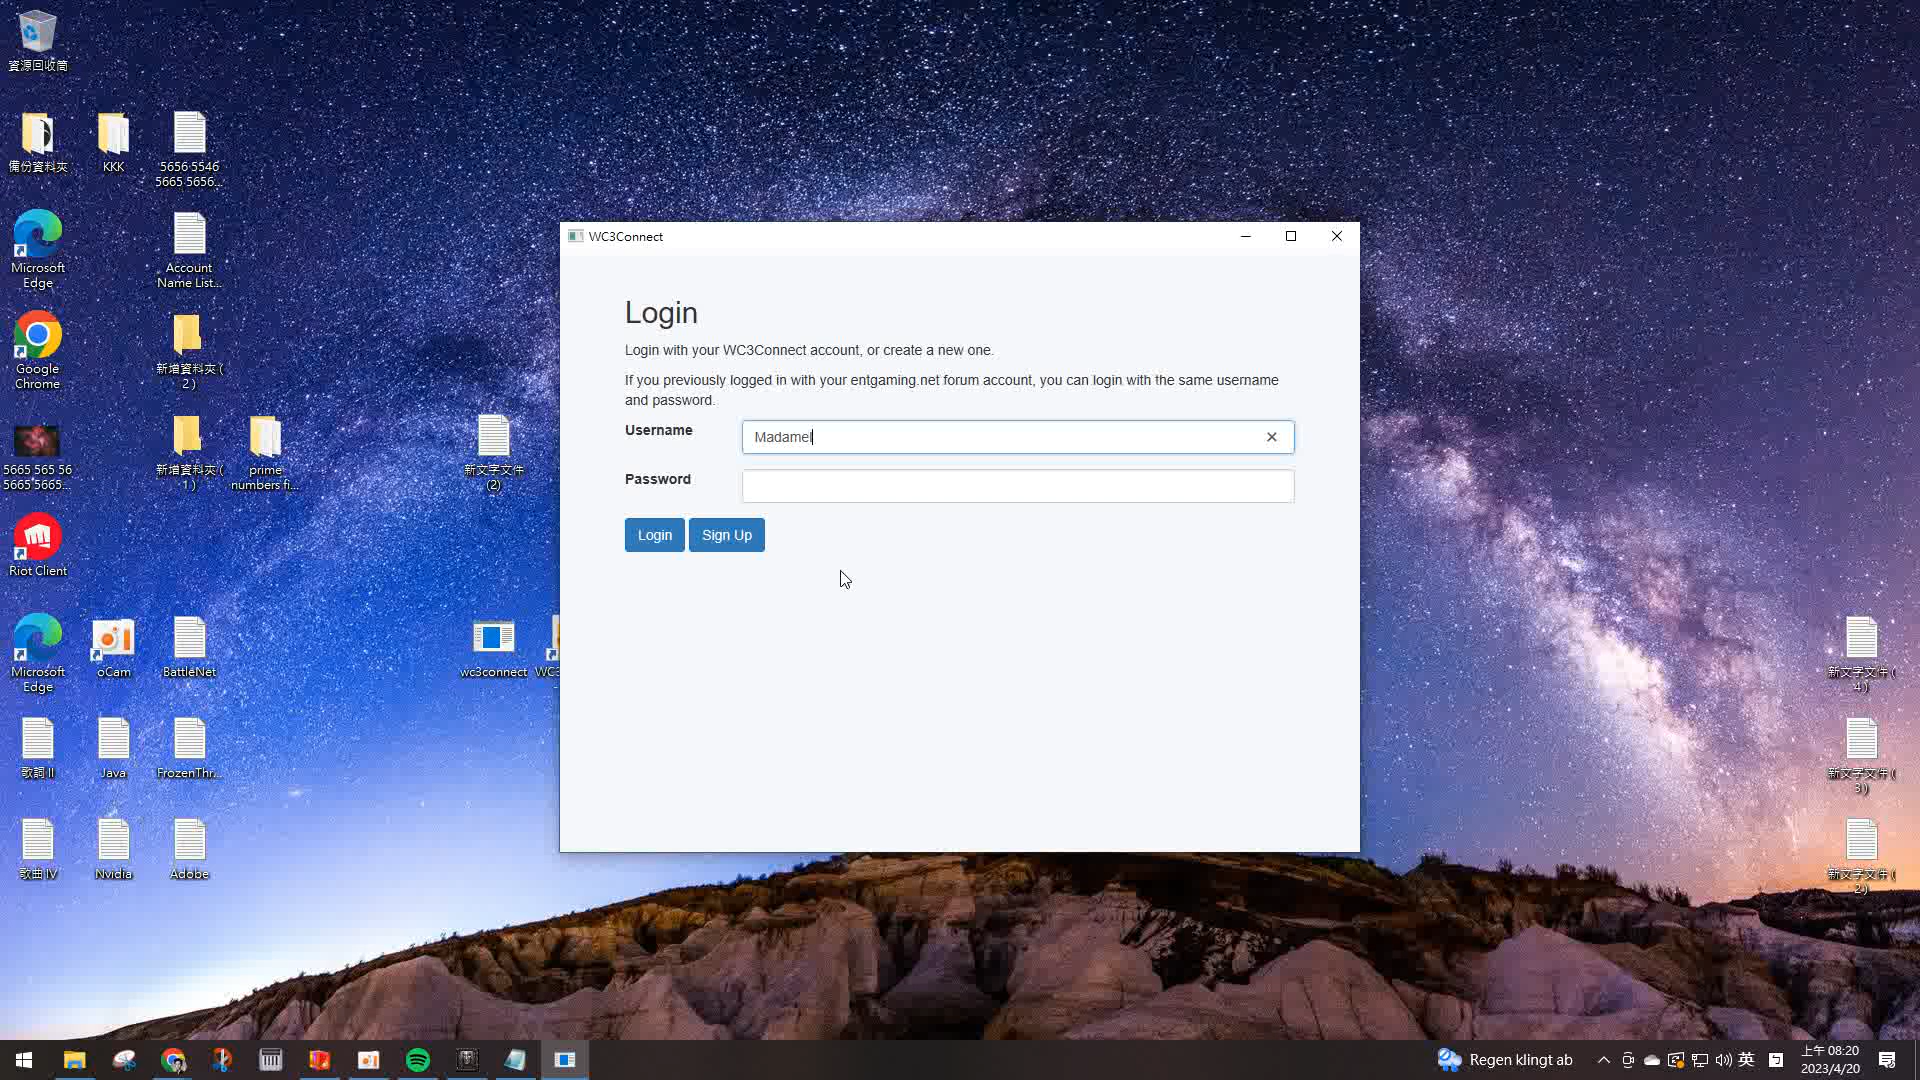 資源回收筒
備份資料夾
KKK
5656 5546
5665 5656...
Microsoft
Edge
Account
Name List...
Google
Chrome
新增資料夾 (
2 )
5665 565 56
5665 5665...
新增資料夾 (
1 )
prime
numbers fi...
新文字文件
(2)
Riot Client
Microsoft
Edge
oCam
BattleNet
wc3connect
WC3
歌詞 II
Java
FrozenThr...
歌曲 IV
Nvidia
Adobe
WC3Connect
Login
Login with your WC3Connect account, or create a new one.
If you previously logged in with your entgaming.net forum account, you can login with the same username
and password.
Username
Madamel
Password
Login
Sign Up
新文字文件 (
4 )
新文字文件 (
3 )
新文字文件 (
2 )
Regen klingt ab
英
上午 08:20
2023/4/20